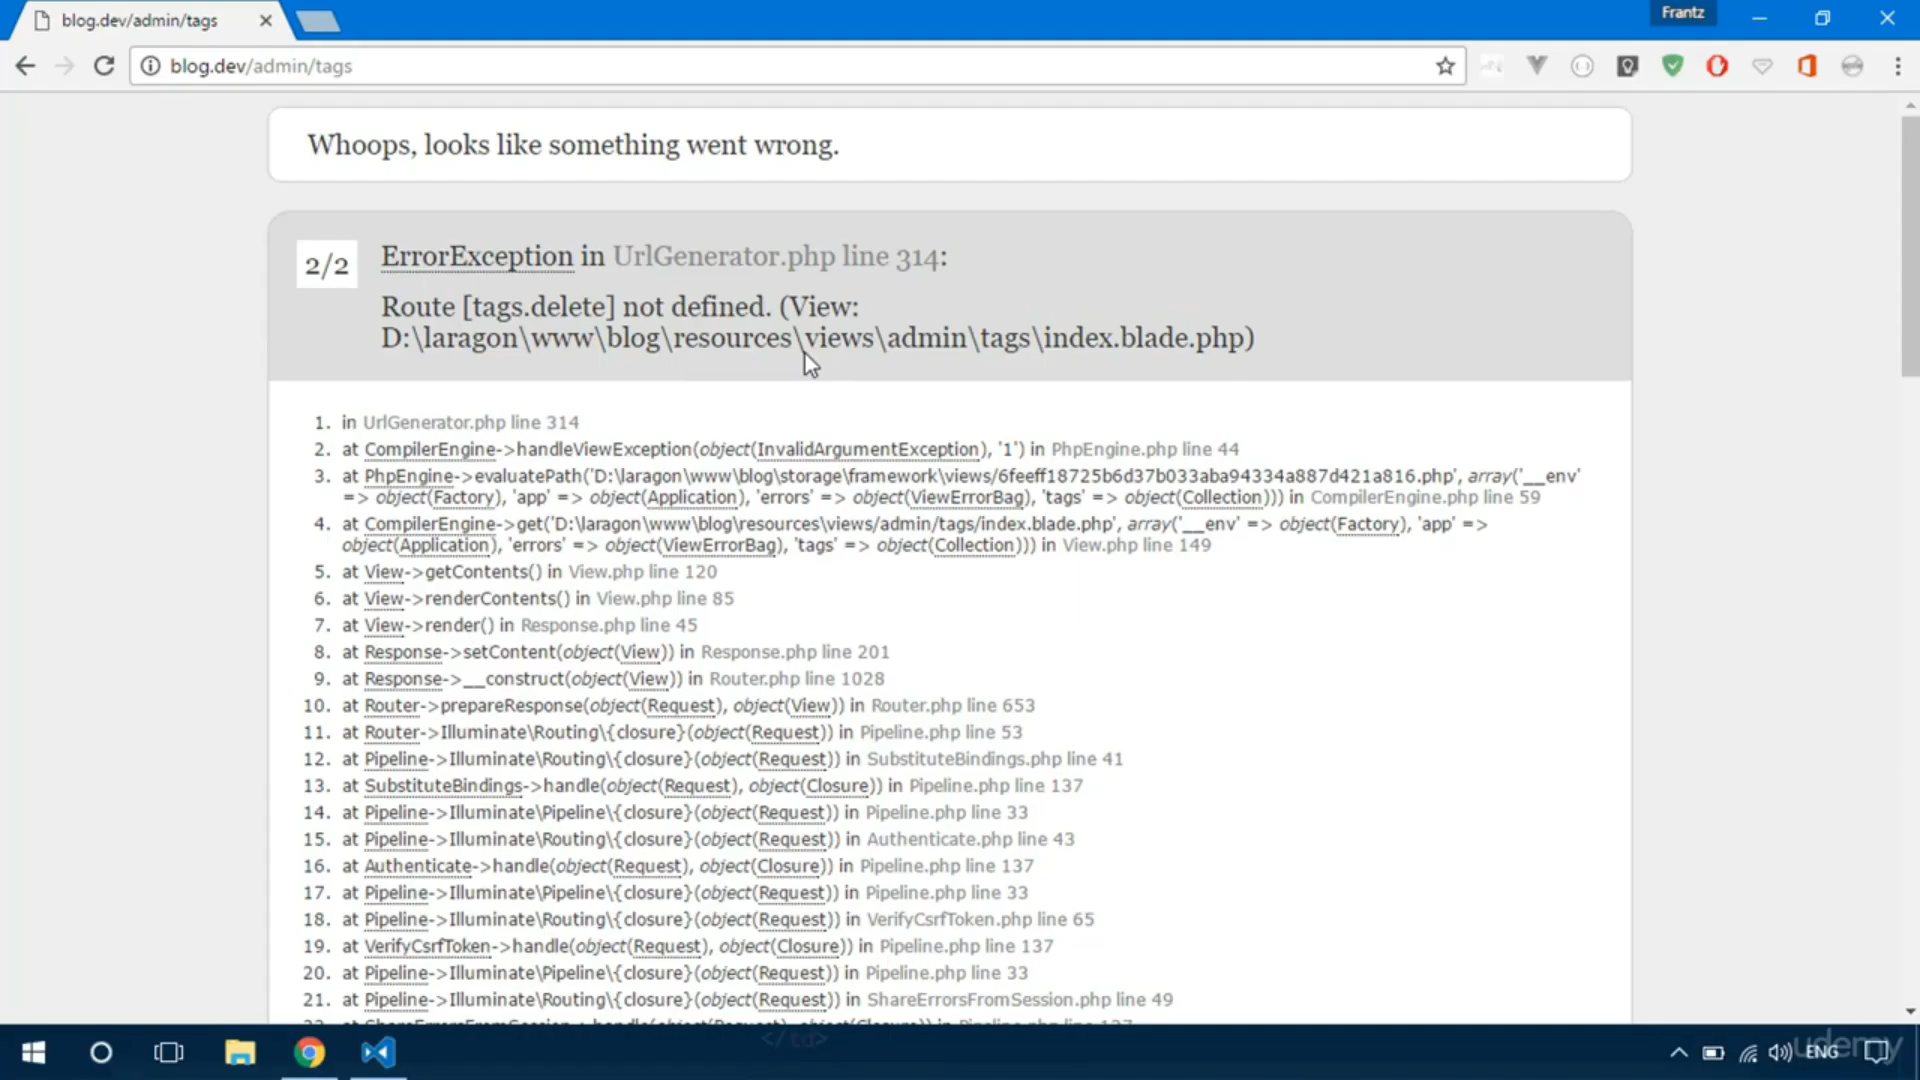 blog.dev/admin/tags
Frantz
blog.dev/admin/tags
Whoops, looks like something went wrong.
2/2
ErrorException in UrlGenerator.php line 314:
Route [tags.delete] not defined. (View:
D:\laragon\www\blog\resources\views\admin\tags\index.blade.php)
1. in UrlGenerator.php line 314
2. at CompilerEngine->handleViewException(object(InvalidArgumentException), '1') in PhpEngine.php line 44
3. at PhpEngine->evaluatePath('D:\laragon\www\blog\storage\framework\views/6feeff18725b6d37b033aba94334a887d421a816.php', array('__env'
=> object(Factory), 'app' => object(Application), 'errors' => object(ViewErrorBag), 'tags' => object(Collection))) in CompilerEngine.php line 59
4. at CompilerEngine->get('D:\laragon\www\blog\resources\views/admin/tags/index.blade.php', array('__env' => object(Factory), 'app' =>
object(Application), 'errors' => object(ViewErrorBag), 'tags' => object(Collection))) in View.php line 149
5. at View->getContents() in View.php line 120
6. at View->renderContents() in View.php line 85
7. at View->render() in Response.php line 45
8. at Response->setContent(object(View)) in Response.php line 201
9. at Response->__construct(object(View)) in Router.php line 1028
10. at Router->prepareResponse(object(Request), object(View)) in Router.php line 653
11. at Router->Illuminate\Routing\{closure}(object(Request)) in Pipeline.php line 53
12. at Pipeline->Illuminate\Routing\{closure}(object(Request)) in SubstituteBindings.php line 41
13. at SubstituteBindings->handle(object(Request), object(Closure)) in Pipeline.php line 137
14. at Pipeline->Illuminate\Pipeline\{closure}(object(Request)) in Pipeline.php line 33
15. at Pipeline->Illuminate\Routing\{closure}(object(Request)) in Authenticate.php line 43
16. at Authenticate->handle(object(Request), object(Closure)) in Pipeline.php line 137
17. at Pipeline->Illuminate\Pipeline\{closure}(object(Request)) in Pipeline.php line 33
18. at Pipeline->Illuminate\Routing\{closure}(object(Request)) in VerifyCsrfToken.php line 65
19. at VerifyCsrfToken->handle(object(Request), object(Closure)) in Pipeline.php line 137
20. at Pipeline->Illuminate\Pipeline\{closure}(object(Request)) in Pipeline.php line 33
21. at Pipeline->Illuminate\Routing\{closure}(object(Request)) in ShareErrorsFromSession.php line 49
22. at ShareErrorsFromSession->handle(object(Request), object(Closure)) in Pipeline.php line 137
</td>
ENG
udemy